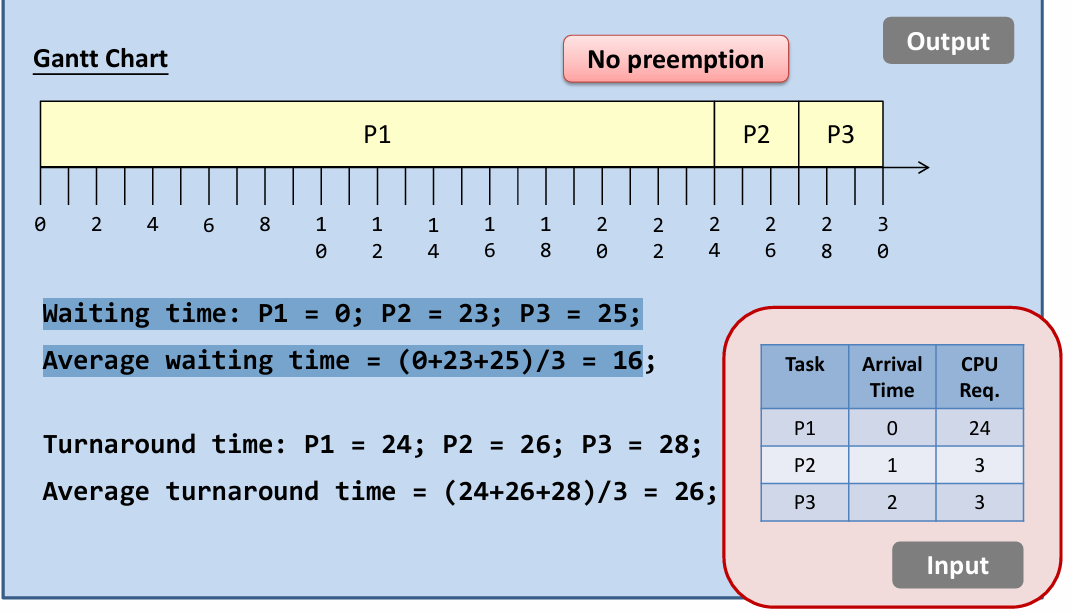 Output
Gantt Chart
No preemption
P1 P2 P3
0 2 4 6 8 10 12 14 16 18 20 22 24 26 28 30
Waiting time: P1 = 0; P2 = 23; P3 = 25;
Average waiting time = (0+23+25)/3 = 16;
Turnaround time: P1 = 24; P2 = 26; P3 = 28;
Average turnaround time = (24+26+28)/3 = 26;
Task Arrival Time CPU Req.
P1 0 24
P2 1 3
P3 2 3
Input